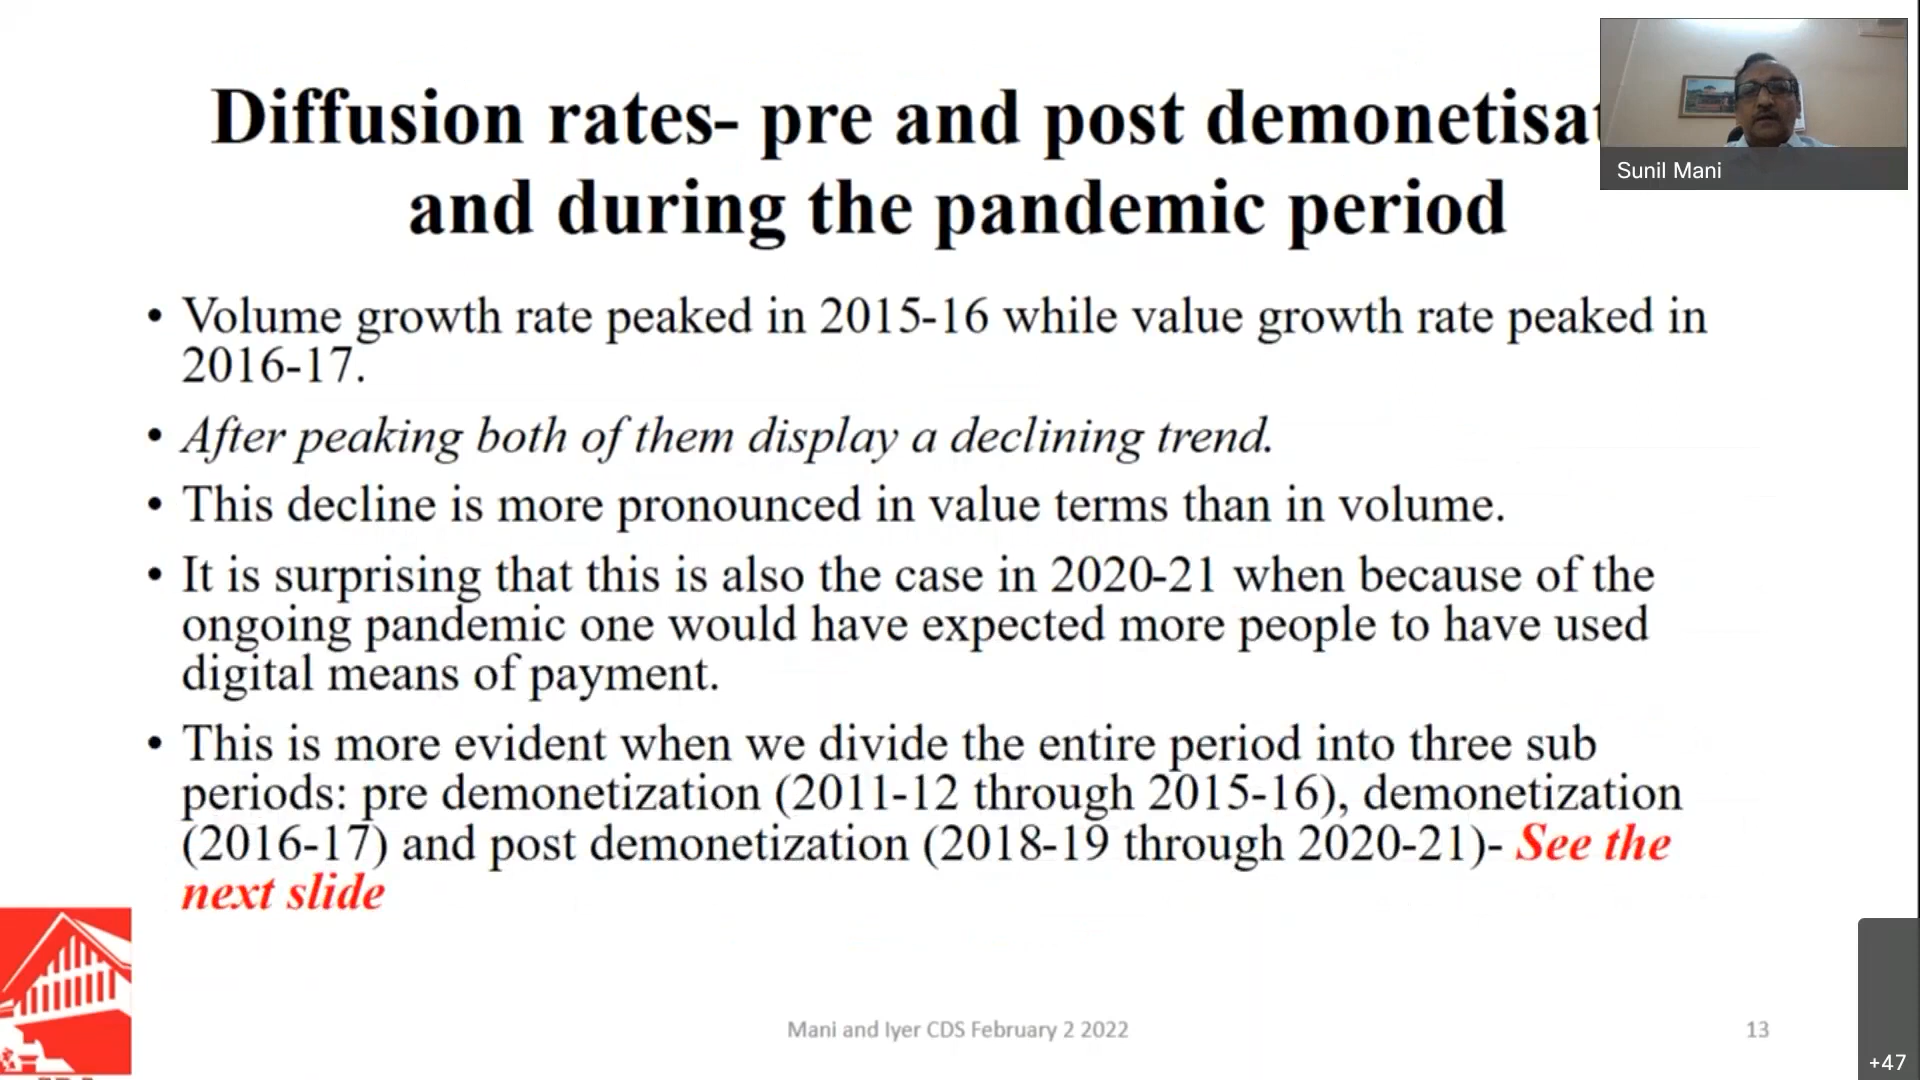 Diffusion rates- pre and post demonetisat
and during the pandemic period
Sunil Mani
• Volume growth rate peaked in 2015-16 while value growth rate peaked in
2016-17.
• After peaking both of them display a declining trend.
• This decline is more pronounced in value terms than in volume.
• It is surprising that this is also the case in 2020-21 when because of the
ongoing pandemic one would have expected more people to have used
digital means of payment.
• This is more evident when we divide the entire period into three sub
periods: pre demonetization (2011-12 through 2015-16), demonetization
(2016-17) and post demonetization (2018-19 through 2020-21)- See the
next slide
Mani and Iyer CDS February 2 2022
13
+47